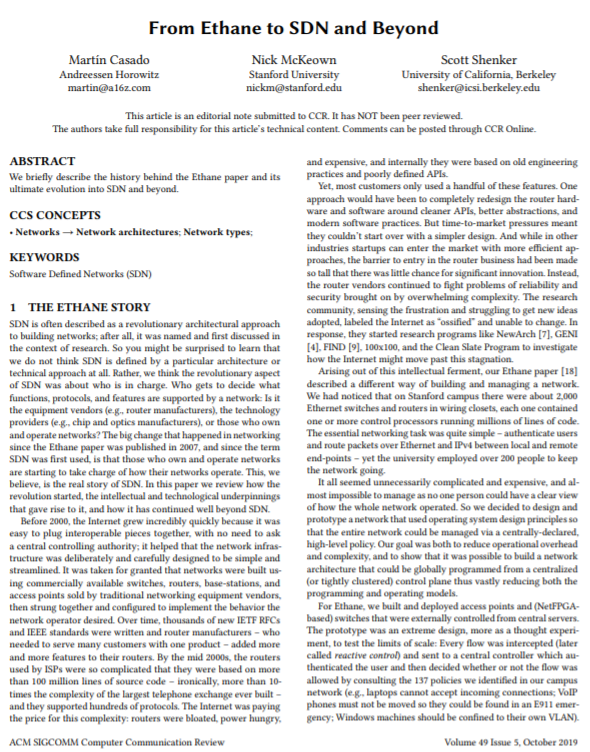 From Ethane to SDN and Beyond
Martín Casado
Andreessen Horowitz
martin@a16z.com
Nick McKeown
Stanford University
nickm@stanford.edu
Scott Shenker
University of California, Berkeley
shenker@icsi.berkeley.edu
This article is an editorial note submitted to CCR. It has NOT been peer reviewed.
The authors take full responsibility for this article's technical content. Comments can be posted through CCR Online.
ABSTRACT
We briefly describe the history behind the Ethane paper and its
ultimate evolution into SDN and beyond.
CCS CONCEPTS
• Networks → Network architectures; Network types;
KEYWORDS
Software Defined Networks (SDN)
1 THE ETHANE STORY
SDN is often described as a revolutionary architectural approach
to building networks; after all, it was named and first discussed
in the context of research. So you might be surprised to learn that
we do not think SDN is defined by a particular architecture or
technical approach at all. Rather, we think the revolutionary aspect
of SDN was about who is in charge. Who gets to decide what
functions, protocols, and features are supported by a network: Is it
the equipment vendors (e.g., router manufacturers), the technology
providers (e.g., chip and optics manufacturers), or those who own
and operate networks? The big change that happened in networking
since the Ethane paper was published in 2007, and since the term
SDN was first used, is that those who own and operate networks
are starting to take charge of how their networks operate. This, we
believe, is the real story of SDN. In this paper we review how the
revolution started, the intellectual and technological underpinnings
that gave rise to it, and how it has continued well beyond SDN.
Before 2000, the Internet grew incredibly quickly because it was
easy to plug interoperable pieces together, with no need to ask
a central controlling authority; it helped that the network infras-
tructure was deliberately and carefully designed to be simple and
streamlined. It was taken for granted that networks were built us-
ing commercially available switches, routers, base-stations, and
access points sold by traditional networking equipment vendors,
then strung together and configured to implement the behavior the
network operator desired. Over time, thousands of new IETF RFCs
and IEEE standards were written and router manufacturers – who
needed to serve many customers with one product – added more
and more features to their routers. By the mid 2000s, the routers
used by ISPs were so complicated that they were based on more
than 100 million lines of source code – ironically, more than 10-
times the complexity of the largest telephone exchange ever built –
and they supported hundreds of protocols. The Internet was paying
the price for this complexity: routers were bloated, power hungry,
and expensive, and internally they were based on old engineering
practices and poorly defined APIs.
Yet, most customers only used a handful of these features. One
approach would have been to completely redesign the router hard-
ware and software around cleaner APIs, better abstractions, and
modern software practices. But time-to-market pressures meant
they couldn't start over with a simpler design. And while in other
industries startups can enter the market with more efficient ap-
proaches, the barrier to entry in the router business had been made
so tall that there was little chance for significant innovation. Instead,
the router vendors continued to fight problems of reliability and
security brought on by overwhelming complexity. The research
community, sensing the frustration and struggling to get new ideas
adopted, labeled the Internet as "ossified" and unable to change. In
response, they started research programs like NewArch [7], GENI
[4], FIND [9], 100x100, and the Clean Slate Program to investigate
how the Internet might move past this stagnation.
Arising out of this intellectual ferment, our Ethane paper [18]
described a different way of building and managing a network.
We had noticed that on Stanford campus there were about 2,000
Ethernet switches and routers in wiring closets, each one contained
one or more control processors running millions of lines of code.
The essential networking task was quite simple – authenticate users
and route packets over Ethernet and IPv4 between local and remote
end-points – yet the university employed over 200 people to keep
the network going.
It all seemed unnecessarily complicated and expensive, and al-
most impossible to manage as no one person could have a clear view
of how the whole network operated. So we decided to design and
prototype a network that used operating system design principles so
that the entire network could be managed via a centrally-declared,
high-level policy. Our goal was both to reduce operational overhead
and complexity, and to show that it was possible to build a network
architecture that could be globally programmed from a centralized
(or tightly clustered) control plane thus vastly reducing both the
programming and operating models.
For Ethane, we built and deployed access points and (NetFPGA-
based) switches that were externally controlled from central servers.
The prototype was an extreme design, more as a thought experi-
ment, to test the limits of scale: Every flow was intercepted (later
called reactive control) and sent to a central controller which au-
thenticated the user and then decided whether or not the flow was
allowed by consulting the 137 policies we identified in our campus
network (e.g., laptops cannot accept incoming connections; VoIP
phones must not be moved so they could be found in an E911 emer-
gency; Windows machines should be confined to their own VLAN).
ACM SIGCOMM Computer Communication Review
Volume 49 Issue 5, October 2019